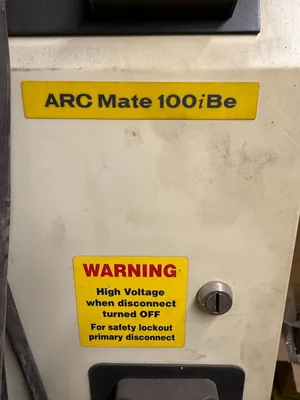 ARC Mate 100iBe
WARNING
High Voltage
when disconnect
turned OFF
For safety lockout
primary disconnect